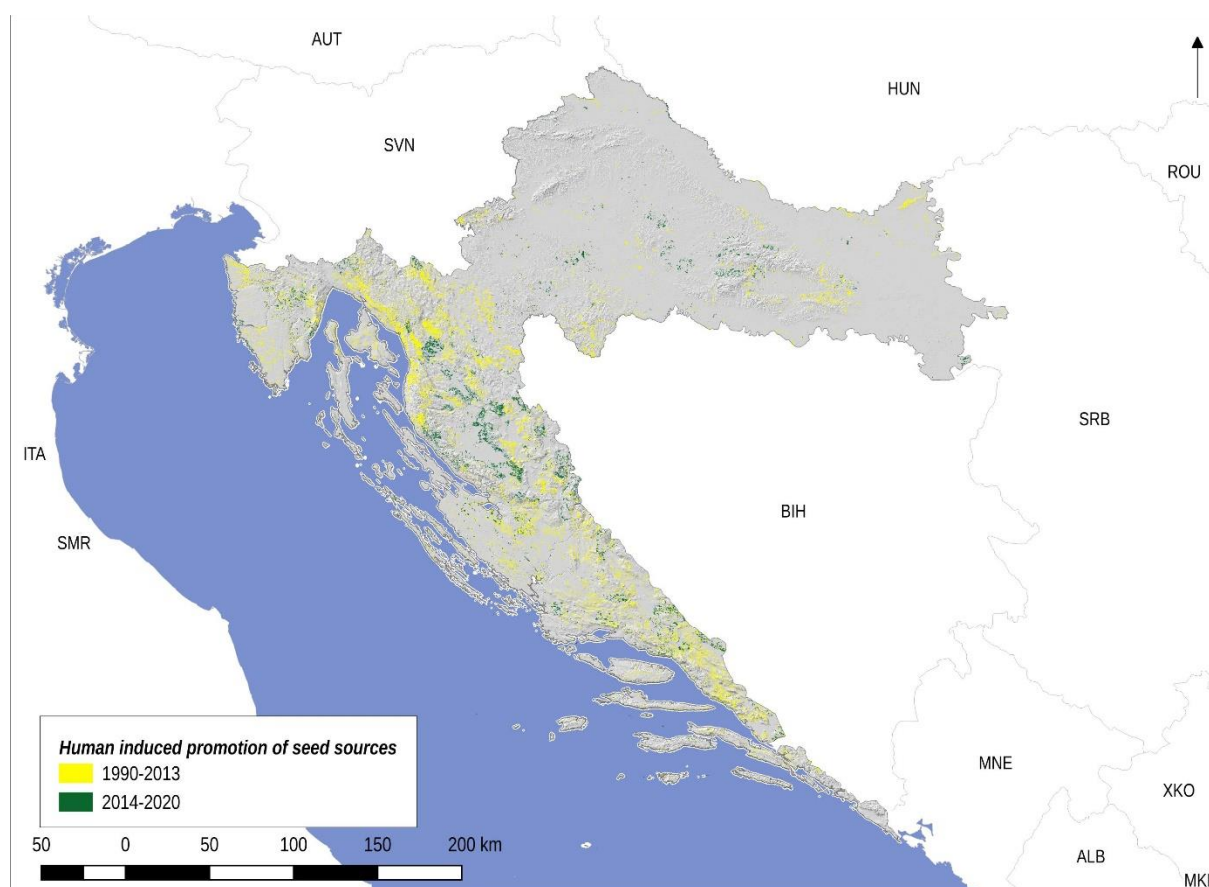 AUT
HUN
SVN
ROU
ITA
SRB
BIH
SMR
MNE
XKO
ALB
Human induced promotion of seed sources
1990-2013
2014-2020
50 0 50 100 150 200 km